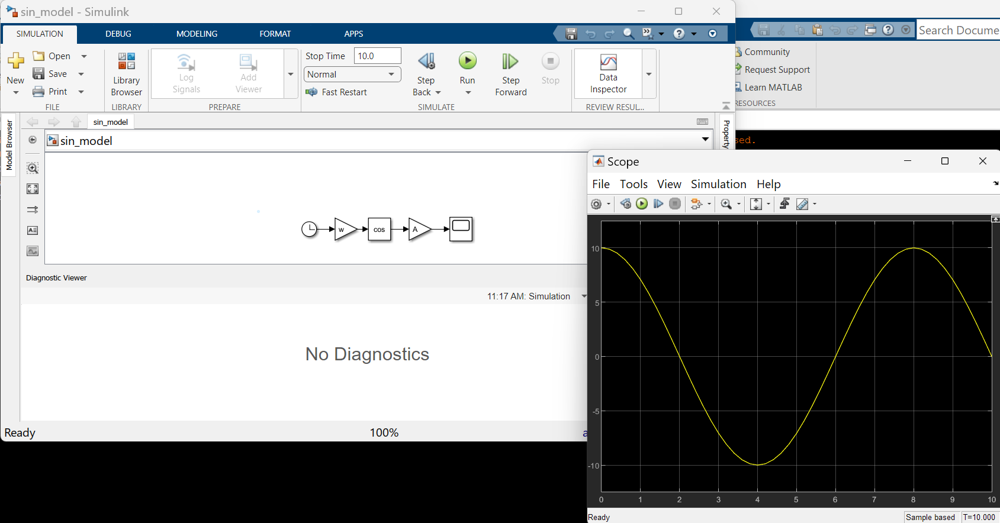 sin_model - Simulink
SIMULATION DEBUG MODELING FORMAT APPS
Search Docume
New
Open
Save
Print
FILE
Library
Browser
LIBRARY
Log
Signals
Add
Viewer
PREPARE
Stop Time 10.0
Normal
Fast Restart
Step
Back
Run
Step
Forward
Stop
SIMULATE
Data
Inspector
REVIEW RESUL...
Community
Request Support
Learn MATLAB
RESOURCES
Model Browser
sin_model
sin_model
Property
sed.
w
cos
A
Diagnostic Viewer
11:17 AM: Simulation
No Diagnostics
Ready 100% a
Scope
File Tools View Simulation Help
10
5
0
-5
-10
0 1 2 3 4 5 6 7 8 9 10
Ready Sample based T=10.000